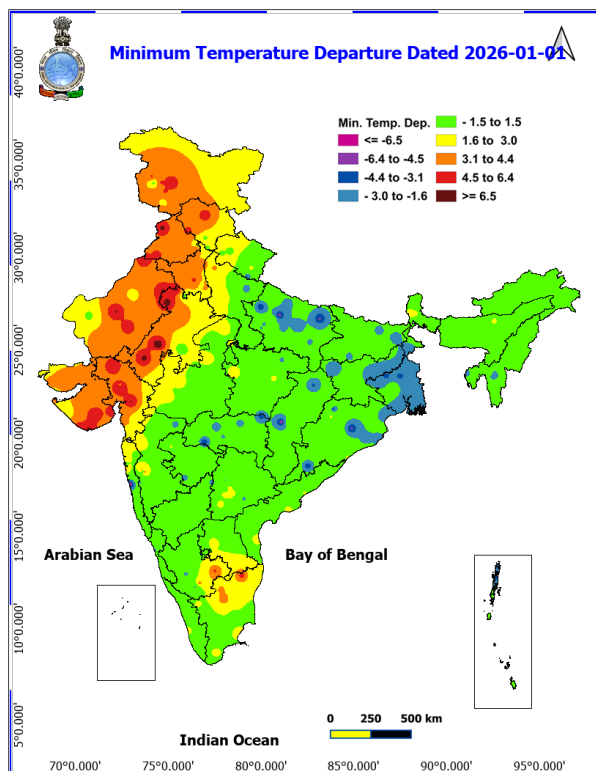 Minimum Temperature Departure Dated 2026-01-01
Min. Temp. Dep.
<= -6.5
-6.4 to -4.5
-4.4 to -3.1
- 3.0 to -1.6
- 1.5 to 1.5
1.6 to 3.0
3.1 to 4.4
4.5 to 6.4
>= 6.5
40°0.000'
35°0.000'
30°0.000'
25°0.000'
20°0.000'
15°0.000'
10°0.000'
5°0.000'
Arabian Sea
Bay of Bengal
Indian Ocean
0 250 500 km
70°0.000' 75°0.000' 80°0.000' 85°0.000' 90°0.000' 95°0.000'